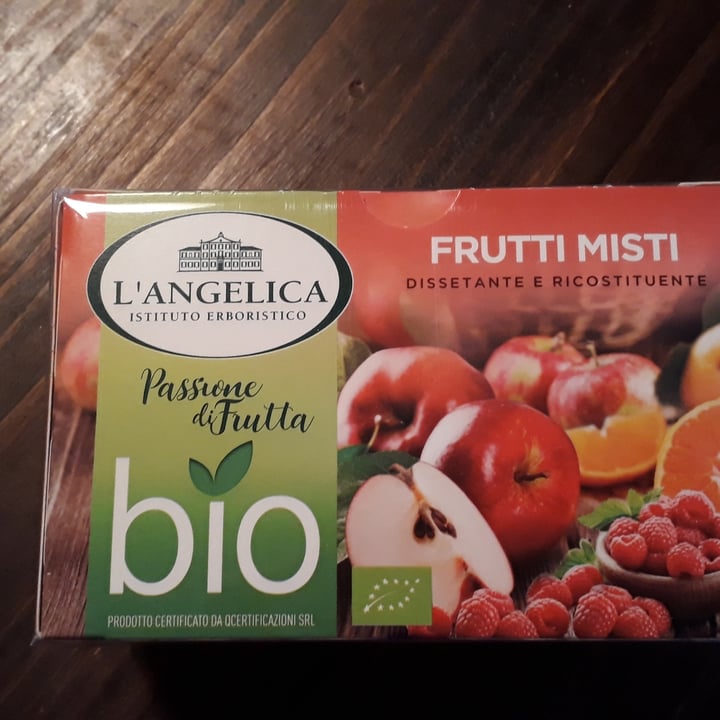 L'ANGELICA
ISTITUTO ERBORISTICO
Passione
di Frutta
bio
PRODOTTO CERTIFICATO DA QCERTIFICAZIONI SRL
FRUTTI MISTI
DISSETANTE E RICOSTITUENTE